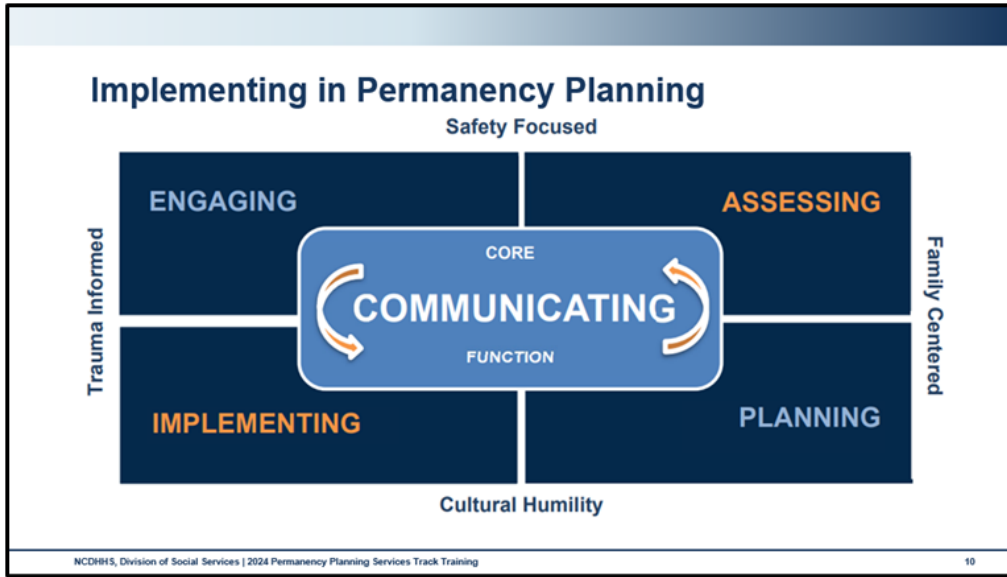 Implementing in Permanency Planning
Safety Focused
ENGAGING
ASSESSING
Trauma Informed
CORE
COMMUNICATING
FUNCTION
Family Centered
IMPLEMENTING
PLANNING
Cultural Humility
NCDHHS, Division of Social Services | 2024 Permanency Planning Services Track Training
10